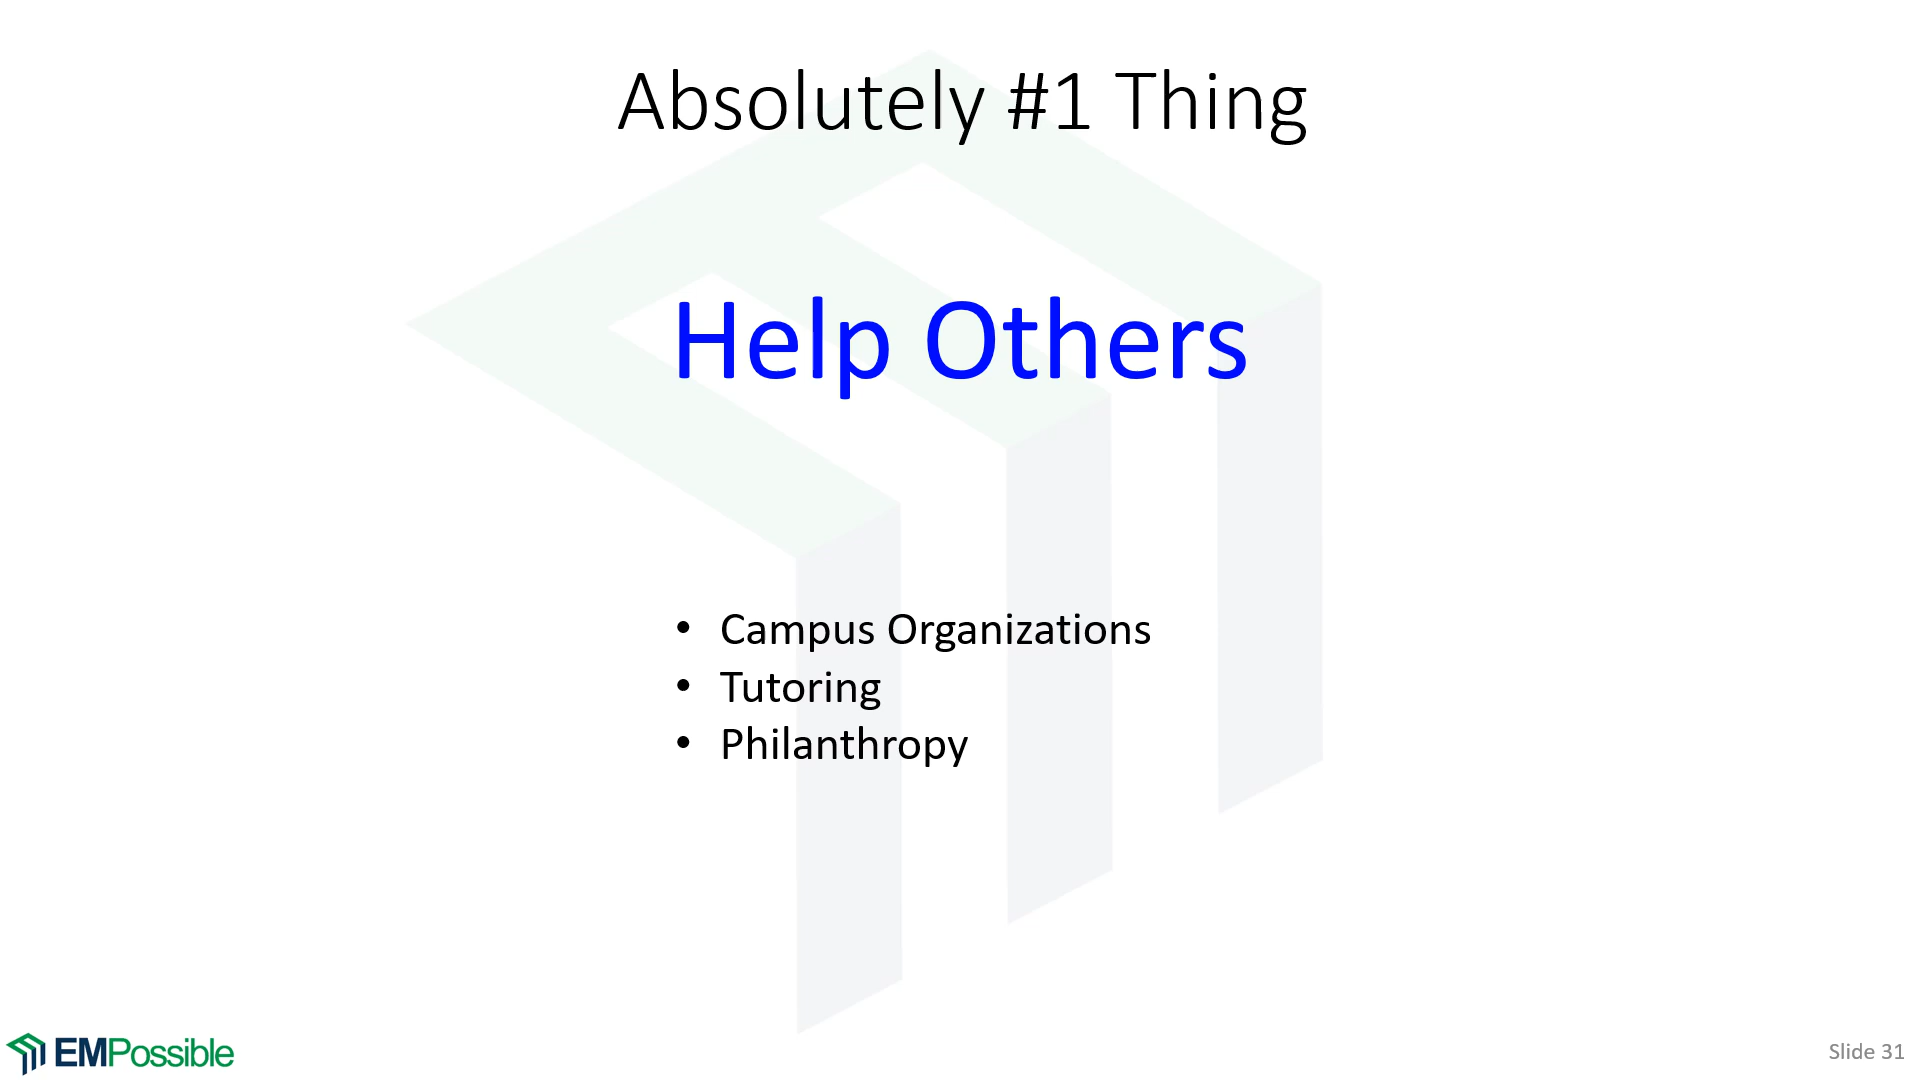 Absolutely #1 Thing
Help Others
• Campus Organizations
• Tutoring
• Philanthropy
EMPossible
Slide 31